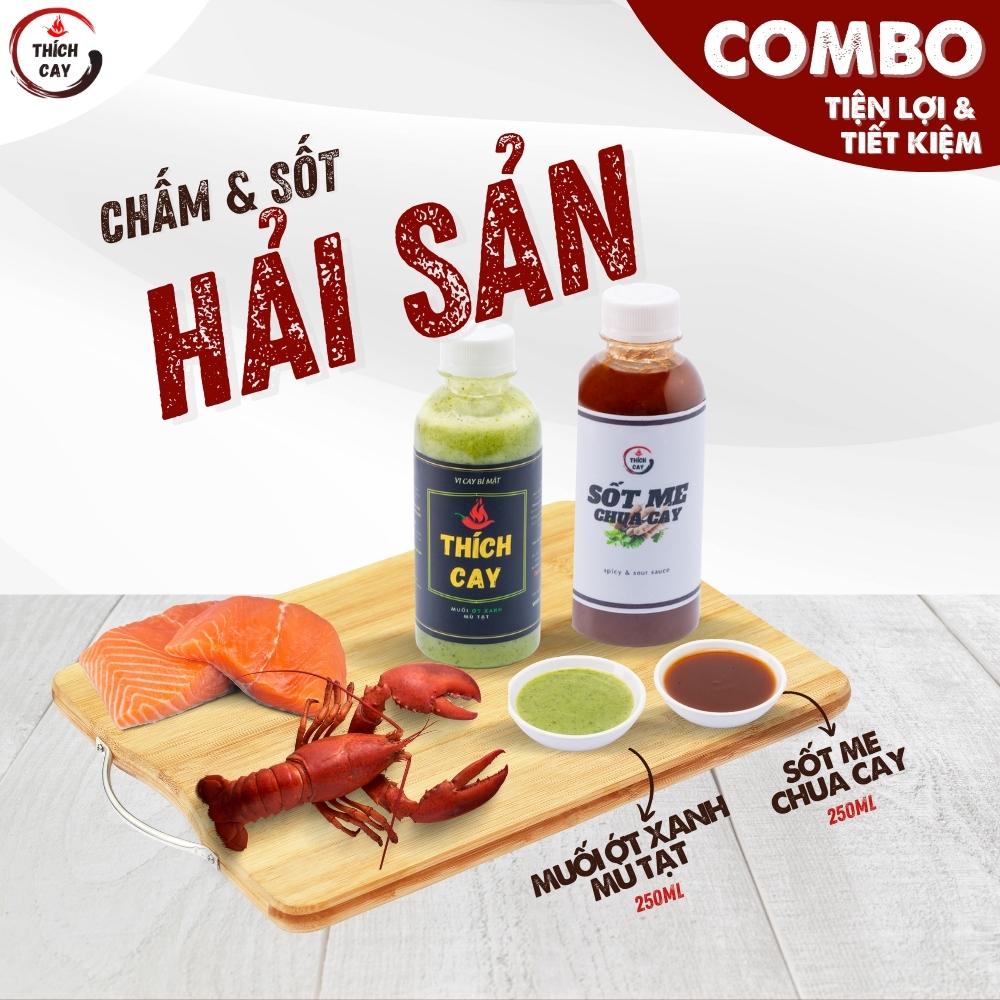 THÍCH
CAY
COMBO
TIỆN LỢI &
TIẾT KIỆM
CHẤM & SỐT
HẢI SẢN
VỊ CAY BÍ MẬT
THÍCH
CAY
MUỐI ỚT XANH
MÙ TẠT
THÍCH
CAY
SỐT ME
CHUA CAY
spicy & sour sauce
SỐT ME
CHUA CAY
250ML
MUỐI ỚT XANH
MU TẠT
250ML